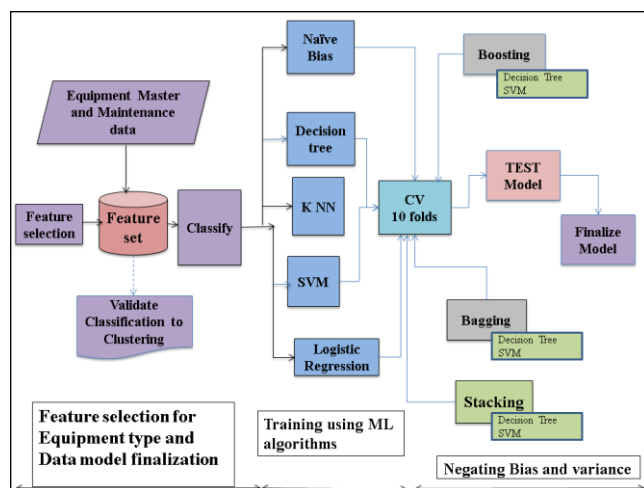 Naïve
Bias
Boosting
Decision Tree
SVM
Equipment Master
and Maintenance
data
Decision
tree
Feature
selection
Feature
set
Classify
K NN
CV
10 folds
TEST
Model
Finalize
Model
SVM
Validate
Classification to
Clustering
Bagging
Decision Tree
SVM
Logistic
Regression
Stacking
Decision Tree
SVM
Feature selection for
Equipment type and
Data model finalization
Training using ML
algorithms
Negating Bias and variance